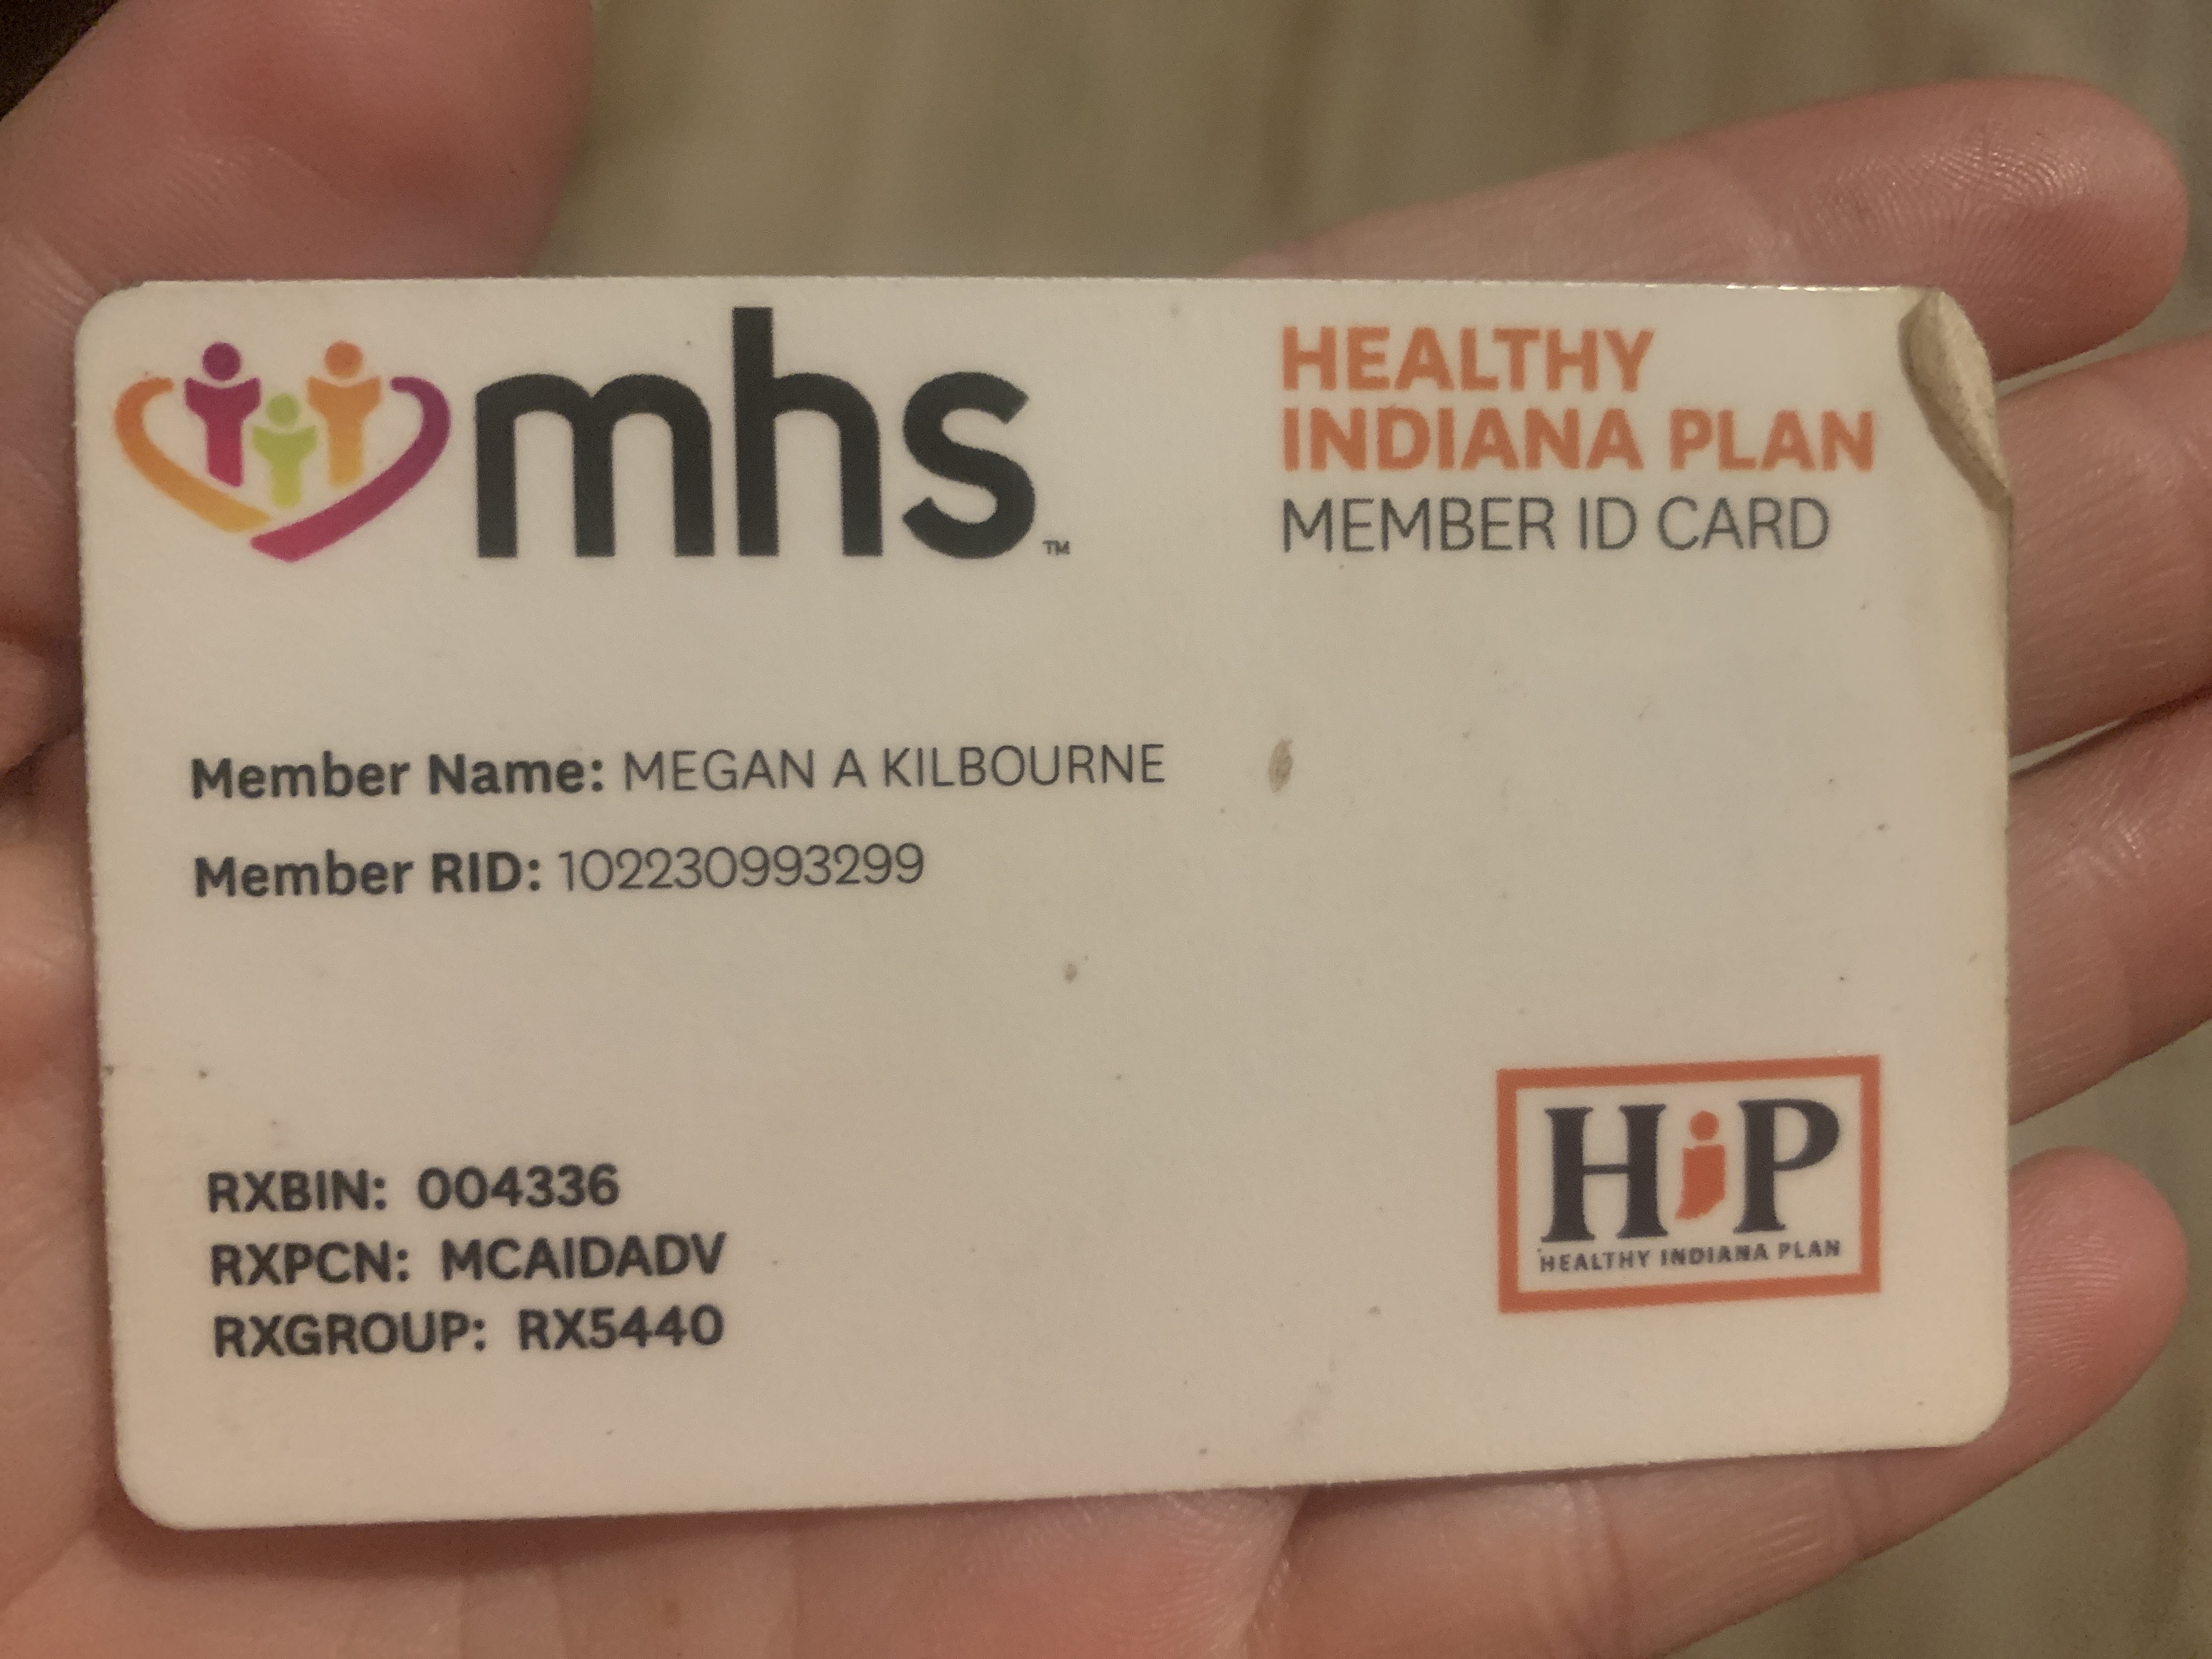 mhs™
HEALTHY
INDIANA PLAN
MEMBER ID CARD
Member Name: MEGAN A KILBOURNE
Member RID: 102230993299
RXBIN: 004336
RXPCN: MCAIDADV
RXGROUP: RX5440
HiP
HEALTHY INDIANA PLAN